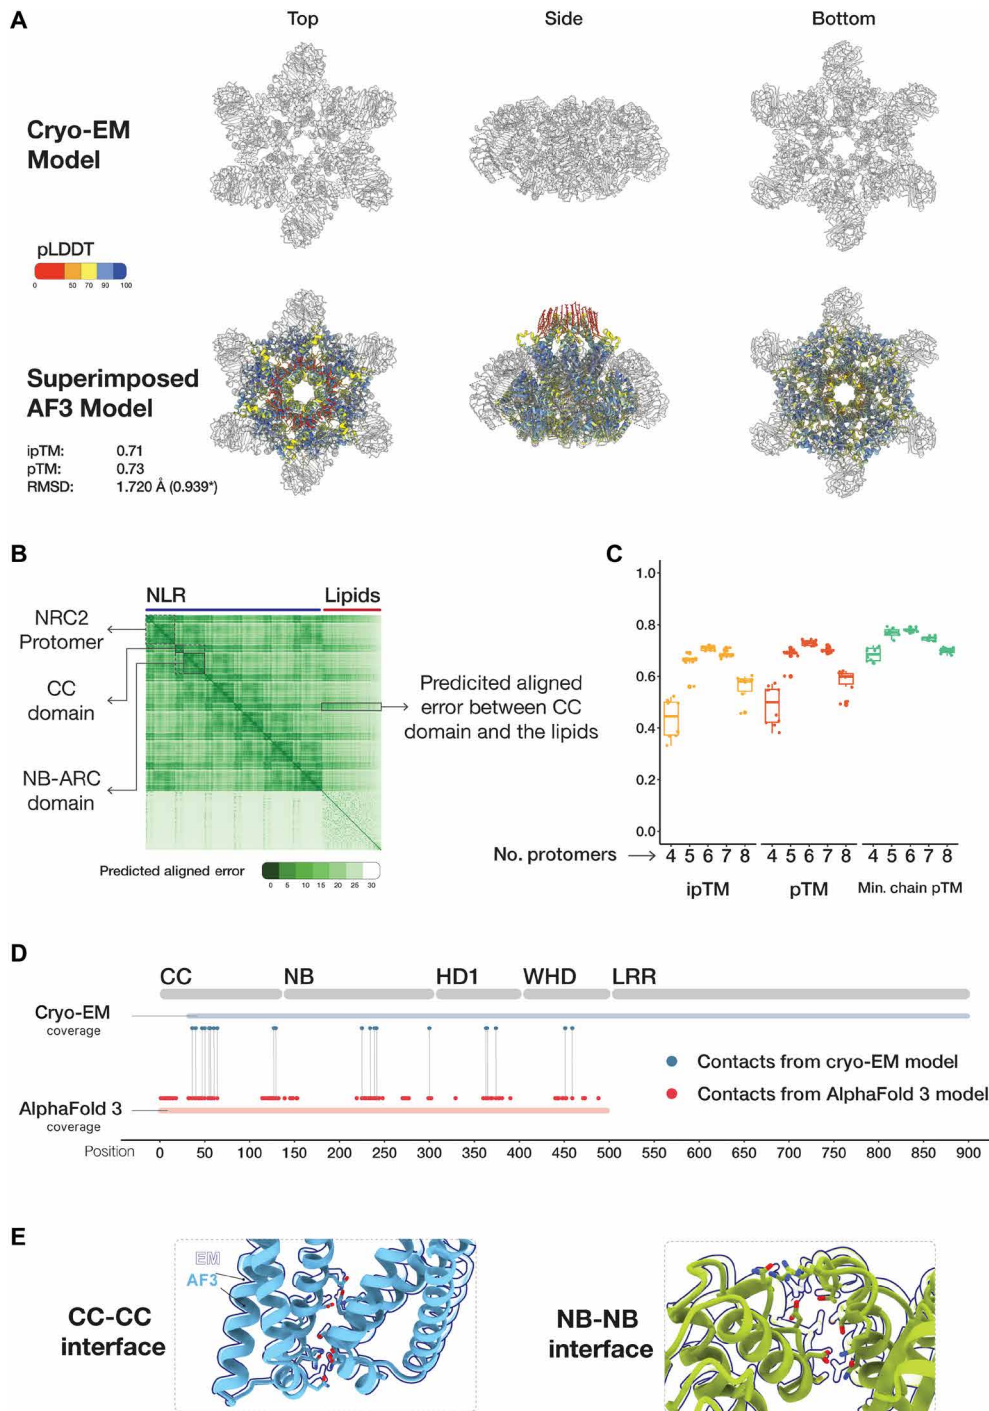 A
Top
Side
Bottom
Cryo-EM
Model
pLDDT
0 50 70 90 100
Superimposed
AF3 Model
ipTM: 0.71
pTM: 0.73
RMSD: 1.720 Å (0.939*)
B
NLR
Lipids
NRC2
Protomer
CC
domain
NB-ARC
domain
Predicited aligned
error between CC
domain and the lipids
Predicted aligned error
0 5 10 15 20 25 30
C
1.0
0.8
0.6
0.4
0.2
0.0
No. protomers
4 5 6 7 8 4 5 6 7 8 4 5 6 7 8
ipTM
pTM
Min. chain pTM
D
CC
NB
HD1
WHD
LRR
Cryo-EM
coverage
Contacts from cryo-EM model
Contacts from AlphaFold 3 model
AlphaFold 3
coverage
Position
0 50 100 150 200 250 300 350 400 450 500 550 600 650 700 750 800 850 900
E
EM
AF3
CC-CC
interface
NB-NB
interface